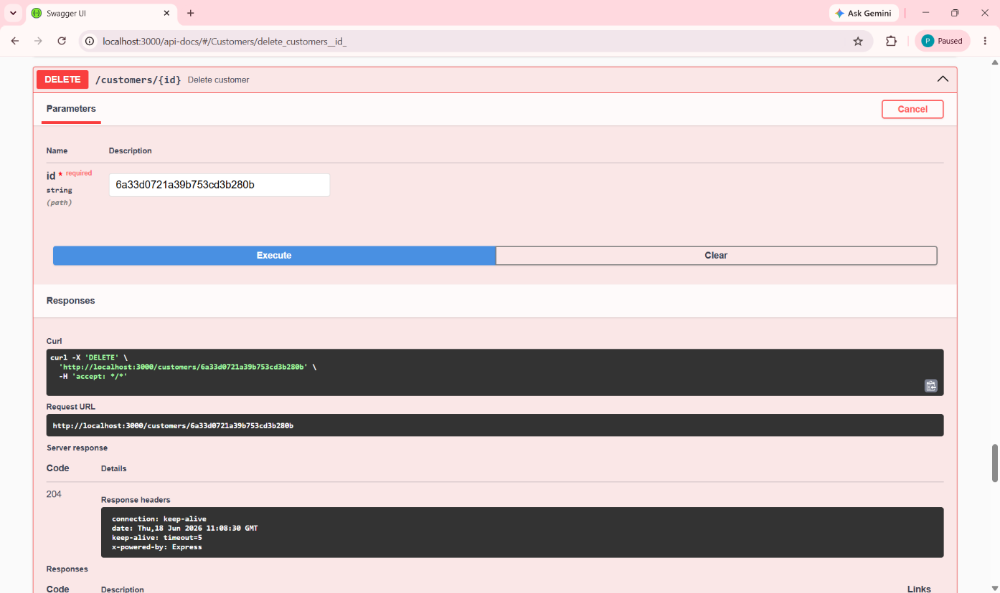 Swagger UI
Ask Gemini
localhost:3000/api-docs/#/Customers/delete_customers__id_
P Paused
DELETE /customers/{id} Delete customer
Parameters
Cancel
Name Description
id * required
6a33d0721a39b753cd3b280b
string
(path)
Execute Clear
Responses
Curl
curl -X 'DELETE' \
'http://localhost:3000/customers/6a33d0721a39b753cd3b280b' \
-H 'accept: */*'
Request URL
http://localhost:3000/customers/6a33d0721a39b753cd3b280b
Server response
Code Details
204
Response headers
connection: keep-alive
date: Thu,18 Jun 2026 11:08:30 GMT
keep-alive: timeout=5
x-powered-by: Express
Responses
Code Description Links